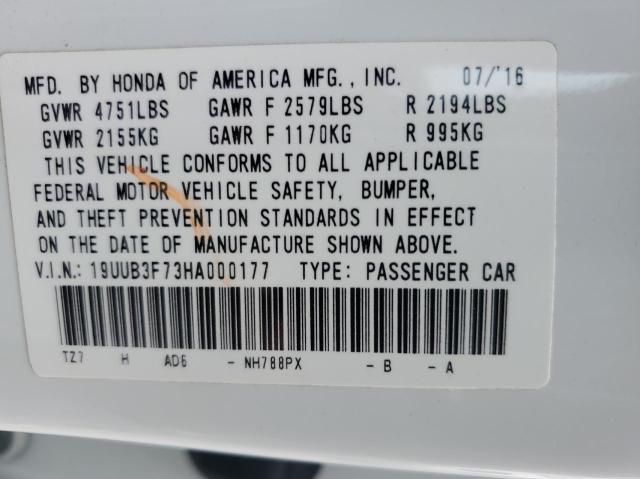 MFD. BY HONDA OF AMERICA MFG., INC. 07/'16
GVWR 4751LBS GAWR F 2579LBS R 2194LBS
GVWR 2155KG GAWR F 1170KG R 995KG
THIS VEHICLE CONFORMS TO ALL APPLICABLE
FEDERAL MOTOR VEHICLE SAFETY, BUMPER,
AND THEFT PREVENTION STANDARDS IN EFFECT
ON THE DATE OF MANUFACTURE SHOWN ABOVE.
V.I.N.: 19UUB3F73HA000177 TYPE: PASSENGER CAR
TZ7 H AD6 - NH788PX - B - A